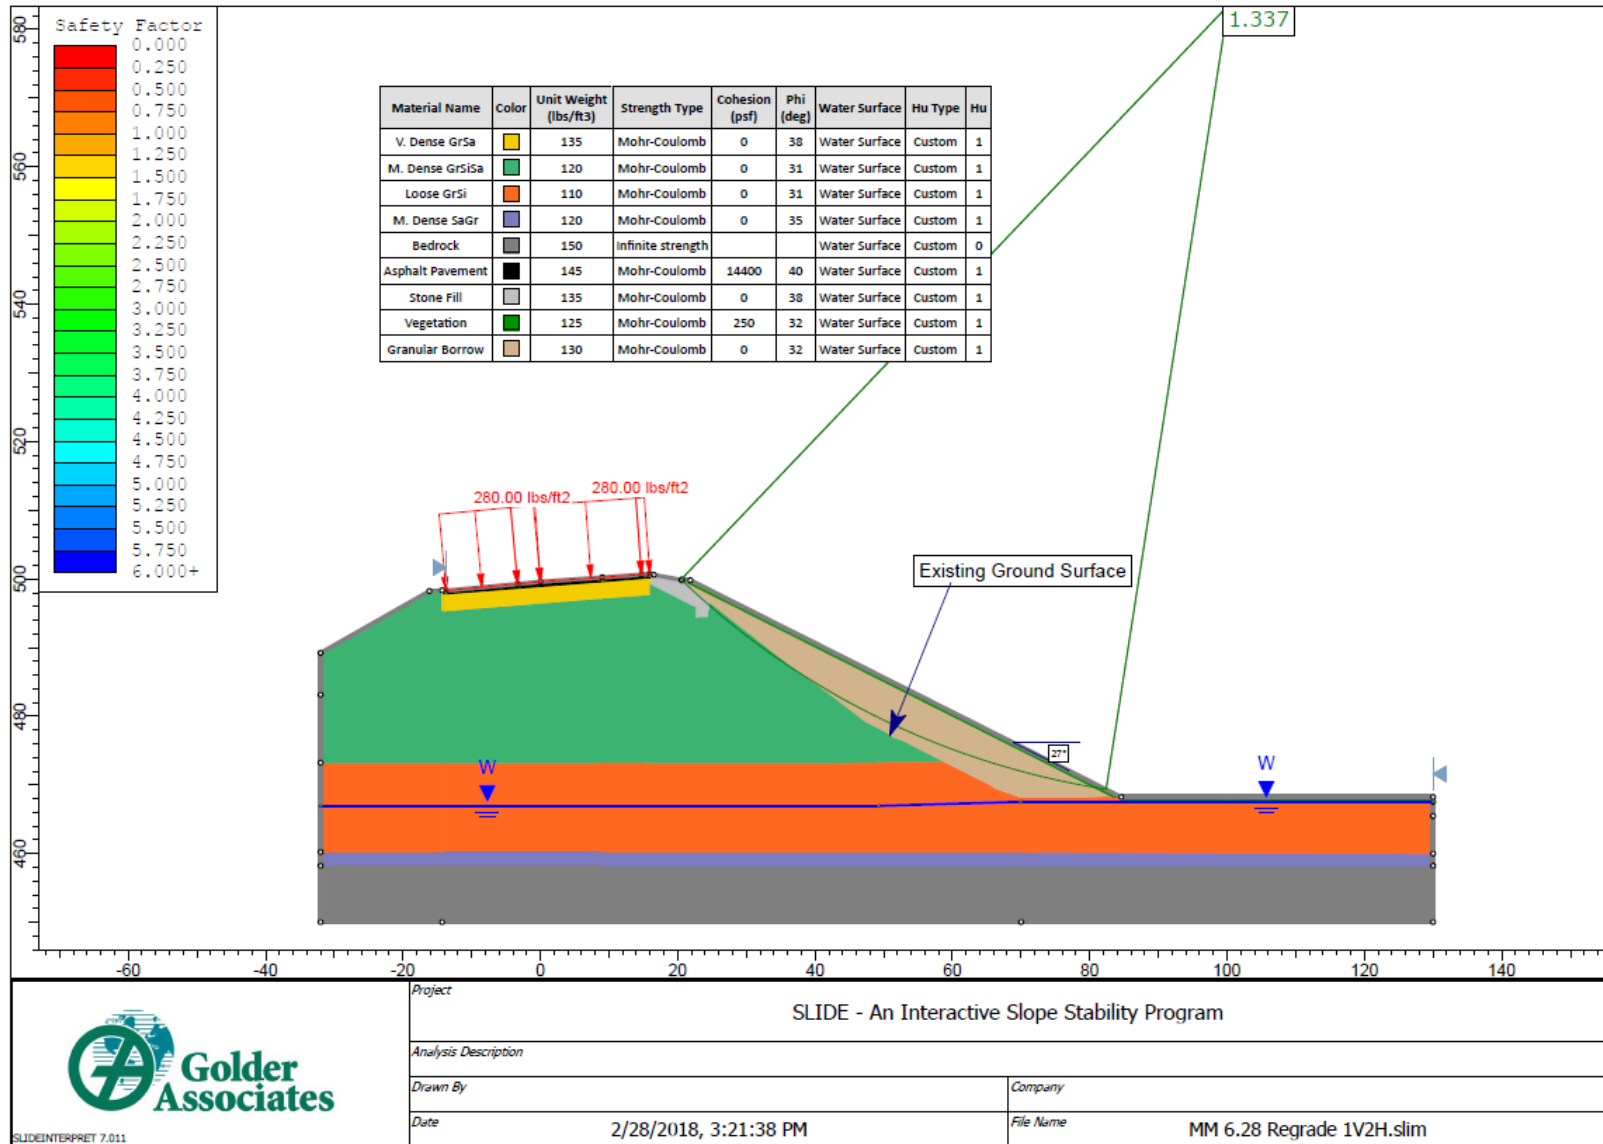 Safety Factor
0.000
0.250
0.500
0.750
1.000
1.250
1.500
1.750
2.000
2.250
2.500
2.750
3.000
3.250
3.500
3.750
4.000
4.250
4.500
4.750
5.000
5.250
5.500
5.750
6.000+
1.337
Material Name Color Unit Weight (lbs/ft3) Strength Type Cohesion (psf) Phi (deg) Water Surface Hu Type Hu
V. Dense GrSa 135 Mohr-Coulomb 0 38 Water Surface Custom 1
M. Dense GrSiSa 120 Mohr-Coulomb 0 31 Water Surface Custom 1
Loose GrSi 110 Mohr-Coulomb 0 31 Water Surface Custom 1
M. Dense SaGr 120 Mohr-Coulomb 0 35 Water Surface Custom 1
Bedrock 150 Infinite strength Water Surface Custom 0
Asphalt Pavement 145 Mohr-Coulomb 14400 40 Water Surface Custom 1
Stone Fill 135 Mohr-Coulomb 0 38 Water Surface Custom 1
Vegetation 125 Mohr-Coulomb 250 32 Water Surface Custom 1
Granular Borrow 130 Mohr-Coulomb 0 32 Water Surface Custom 1
580
560
540
520
500
480
460
280.00 lbs/ft2 280.00 lbs/ft2
Existing Ground Surface
27°
W
W
-60 -40 -20 0 20 40 60 80 100 120 140
Golder
Associates
SLIDEINTERPRET 7.011
Project
SLIDE - An Interactive Slope Stability Program
Analysis Description
Drawn By
Company
Date
2/28/2018, 3:21:38 PM
File Name
MM 6.28 Regrade 1V2H.slim